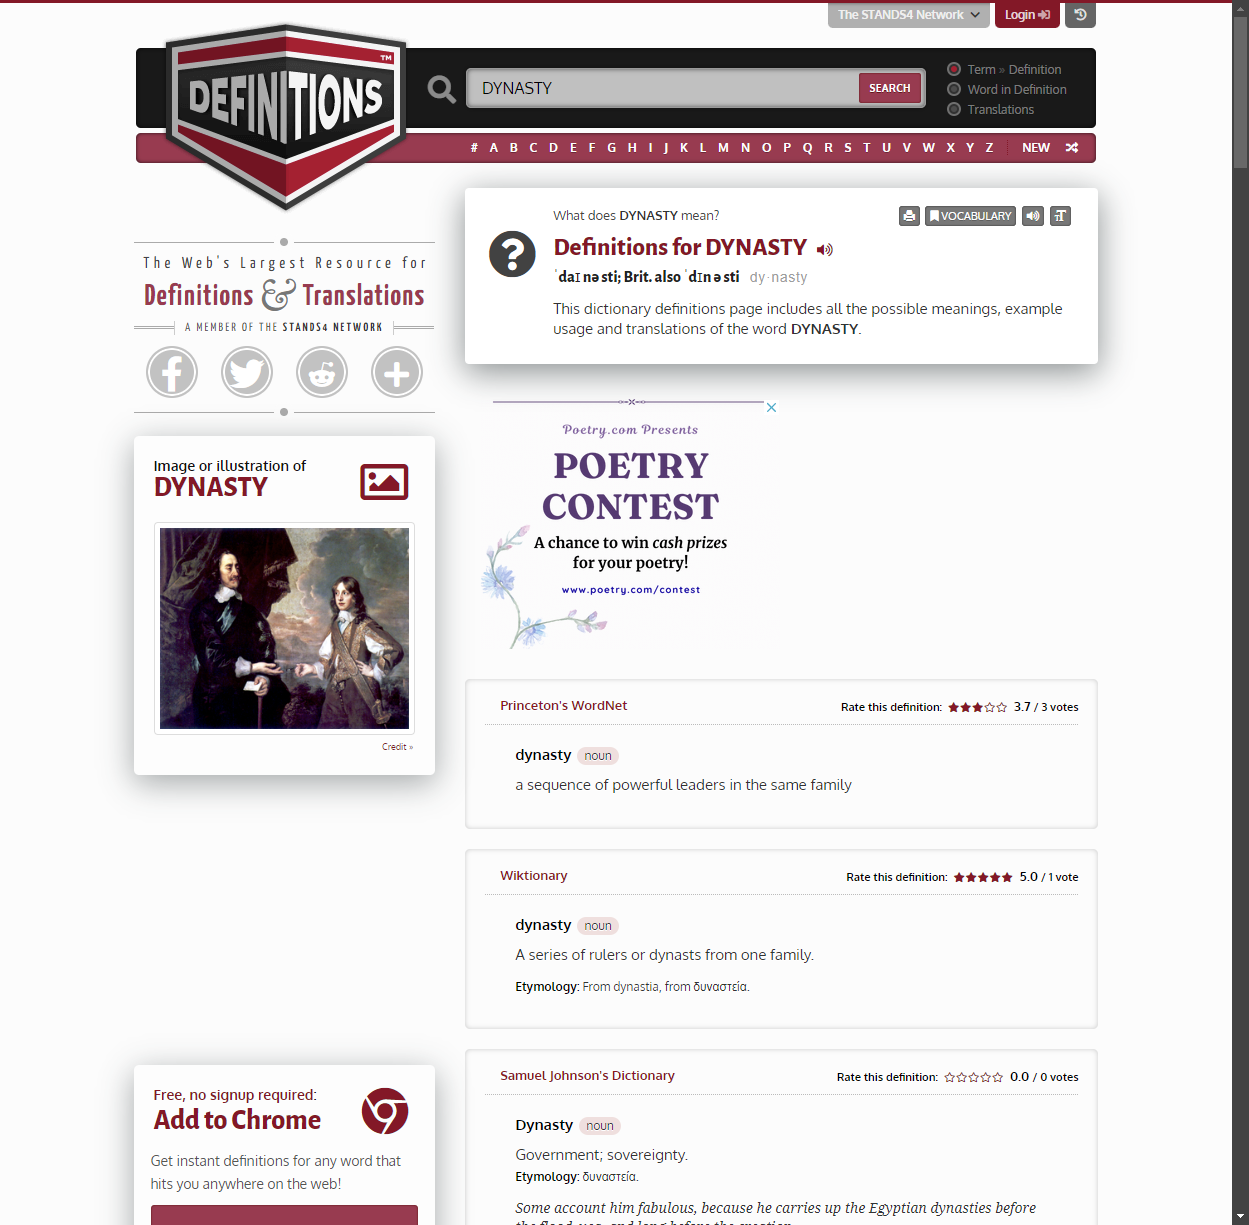 The STANDS4 Network
Login
DEFINITIONS
TM
DYNASTY
SEARCH
Term » Definition
Word in Definition
Translations
# A B C D E F G H I J K L M N O P Q R S T U V W X Y Z NEW
The Web's Largest Resource for
Definitions & Translations
A MEMBER OF THE STANDS4 NETWORK
What does DYNASTY mean?
VOCABULARY
Definitions for DYNASTY
ˈdaɪ nə sti; Brit. also ˈdɪn ə sti dy·nasty
This dictionary definitions page includes all the possible meanings, example
usage and translations of the word DYNASTY.
Image or illustration of
DYNASTY
Credit »
Poetry.com Presents
POETRY
CONTEST
A chance to win cash prizes
for your poetry!
www.poetry.com/contest
Princeton's WordNet
Rate this definition: 3.7 / 3 votes
dynasty noun
a sequence of powerful leaders in the same family
Wiktionary
Rate this definition: 5.0 / 1 vote
dynasty noun
A series of rulers or dynasts from one family.
Etymology: From dynastia, from δυναστεία.
Samuel Johnson's Dictionary
Rate this definition: 0.0 / 0 votes
Dynasty noun
Government; sovereignty.
Etymology: δυναστεία.
Some account him fabulous, because he carries up the Egyptian dynasties before
the flood, yea, and long before the creation.
Free, no signup required:
Add to Chrome
Get instant definitions for any word that
hits you anywhere on the web!